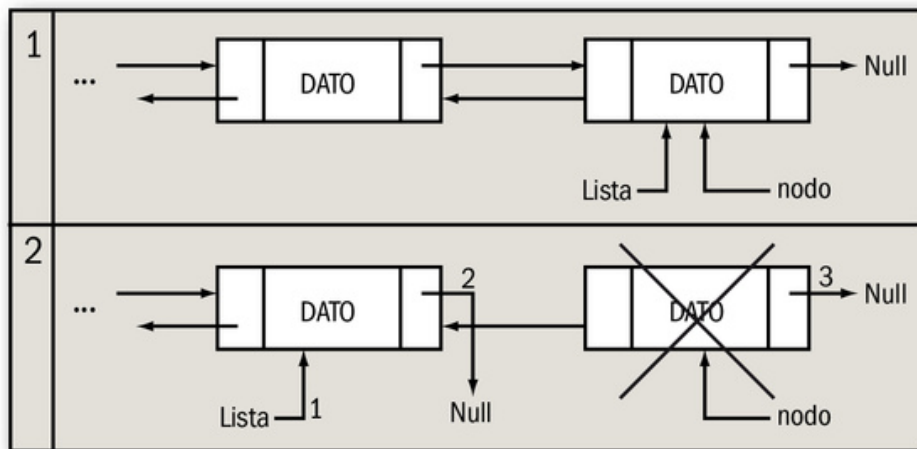 1
...
DATO
DATO
Null
Lista
nodo
2
...
DATO
2
DATO
3
Null
Lista
1
Null
nodo